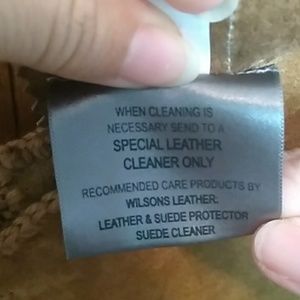 WHEN CLEANING IS
NECESSARY SEND TO A
SPECIAL LEATHER
CLEANER ONLY
RECOMMENDED CARE PRODUCTS BY
WILSONS LEATHER:
LEATHER & SUEDE PROTECTOR
SUEDE CLEANER